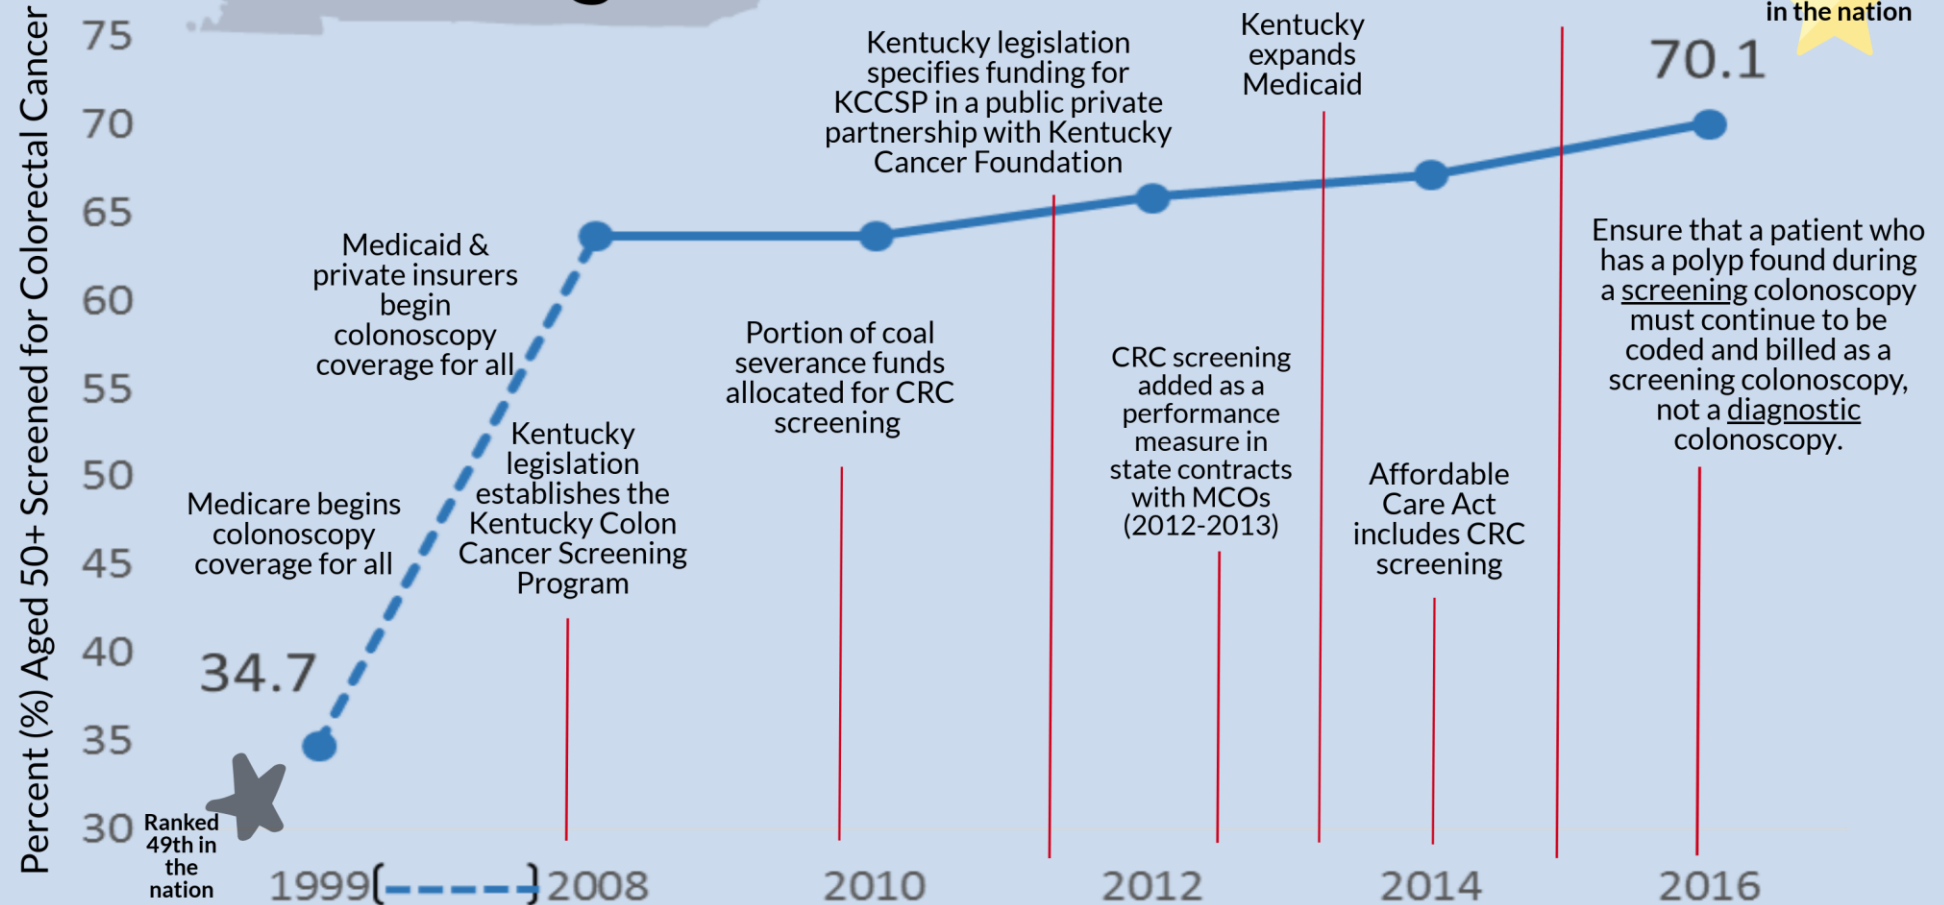 in the nation
70.1
Percent (%) Aged 50+ Screened for Colorectal Cancer
75
70
65
60
55
50
45
40
35
30
Kentucky legislation
specifies funding for
KCCSP in a public private
partnership with Kentucky
Cancer Foundation
Kentucky
expands
Medicaid
Medicaid &
private insurers
begin
colonoscopy
coverage for all
Portion of coal
severance funds
allocated for CRC
screening
CRC screening
added as a
performance
measure in
state contracts
with MCOs
(2012-2013)
Ensure that a patient who
has a polyp found during
a screening colonoscopy
must continue to be
coded and billed as a
screening colonoscopy,
not a diagnostic
colonoscopy.
Kentucky
legislation
establishes the
Kentucky Colon
Cancer Screening
Program
Affordable
Care Act
includes CRC
screening
Medicare begins
colonoscopy
coverage for all
34.7
Ranked
49th in
the
nation
1999
2008
2010
2012
2014
2016